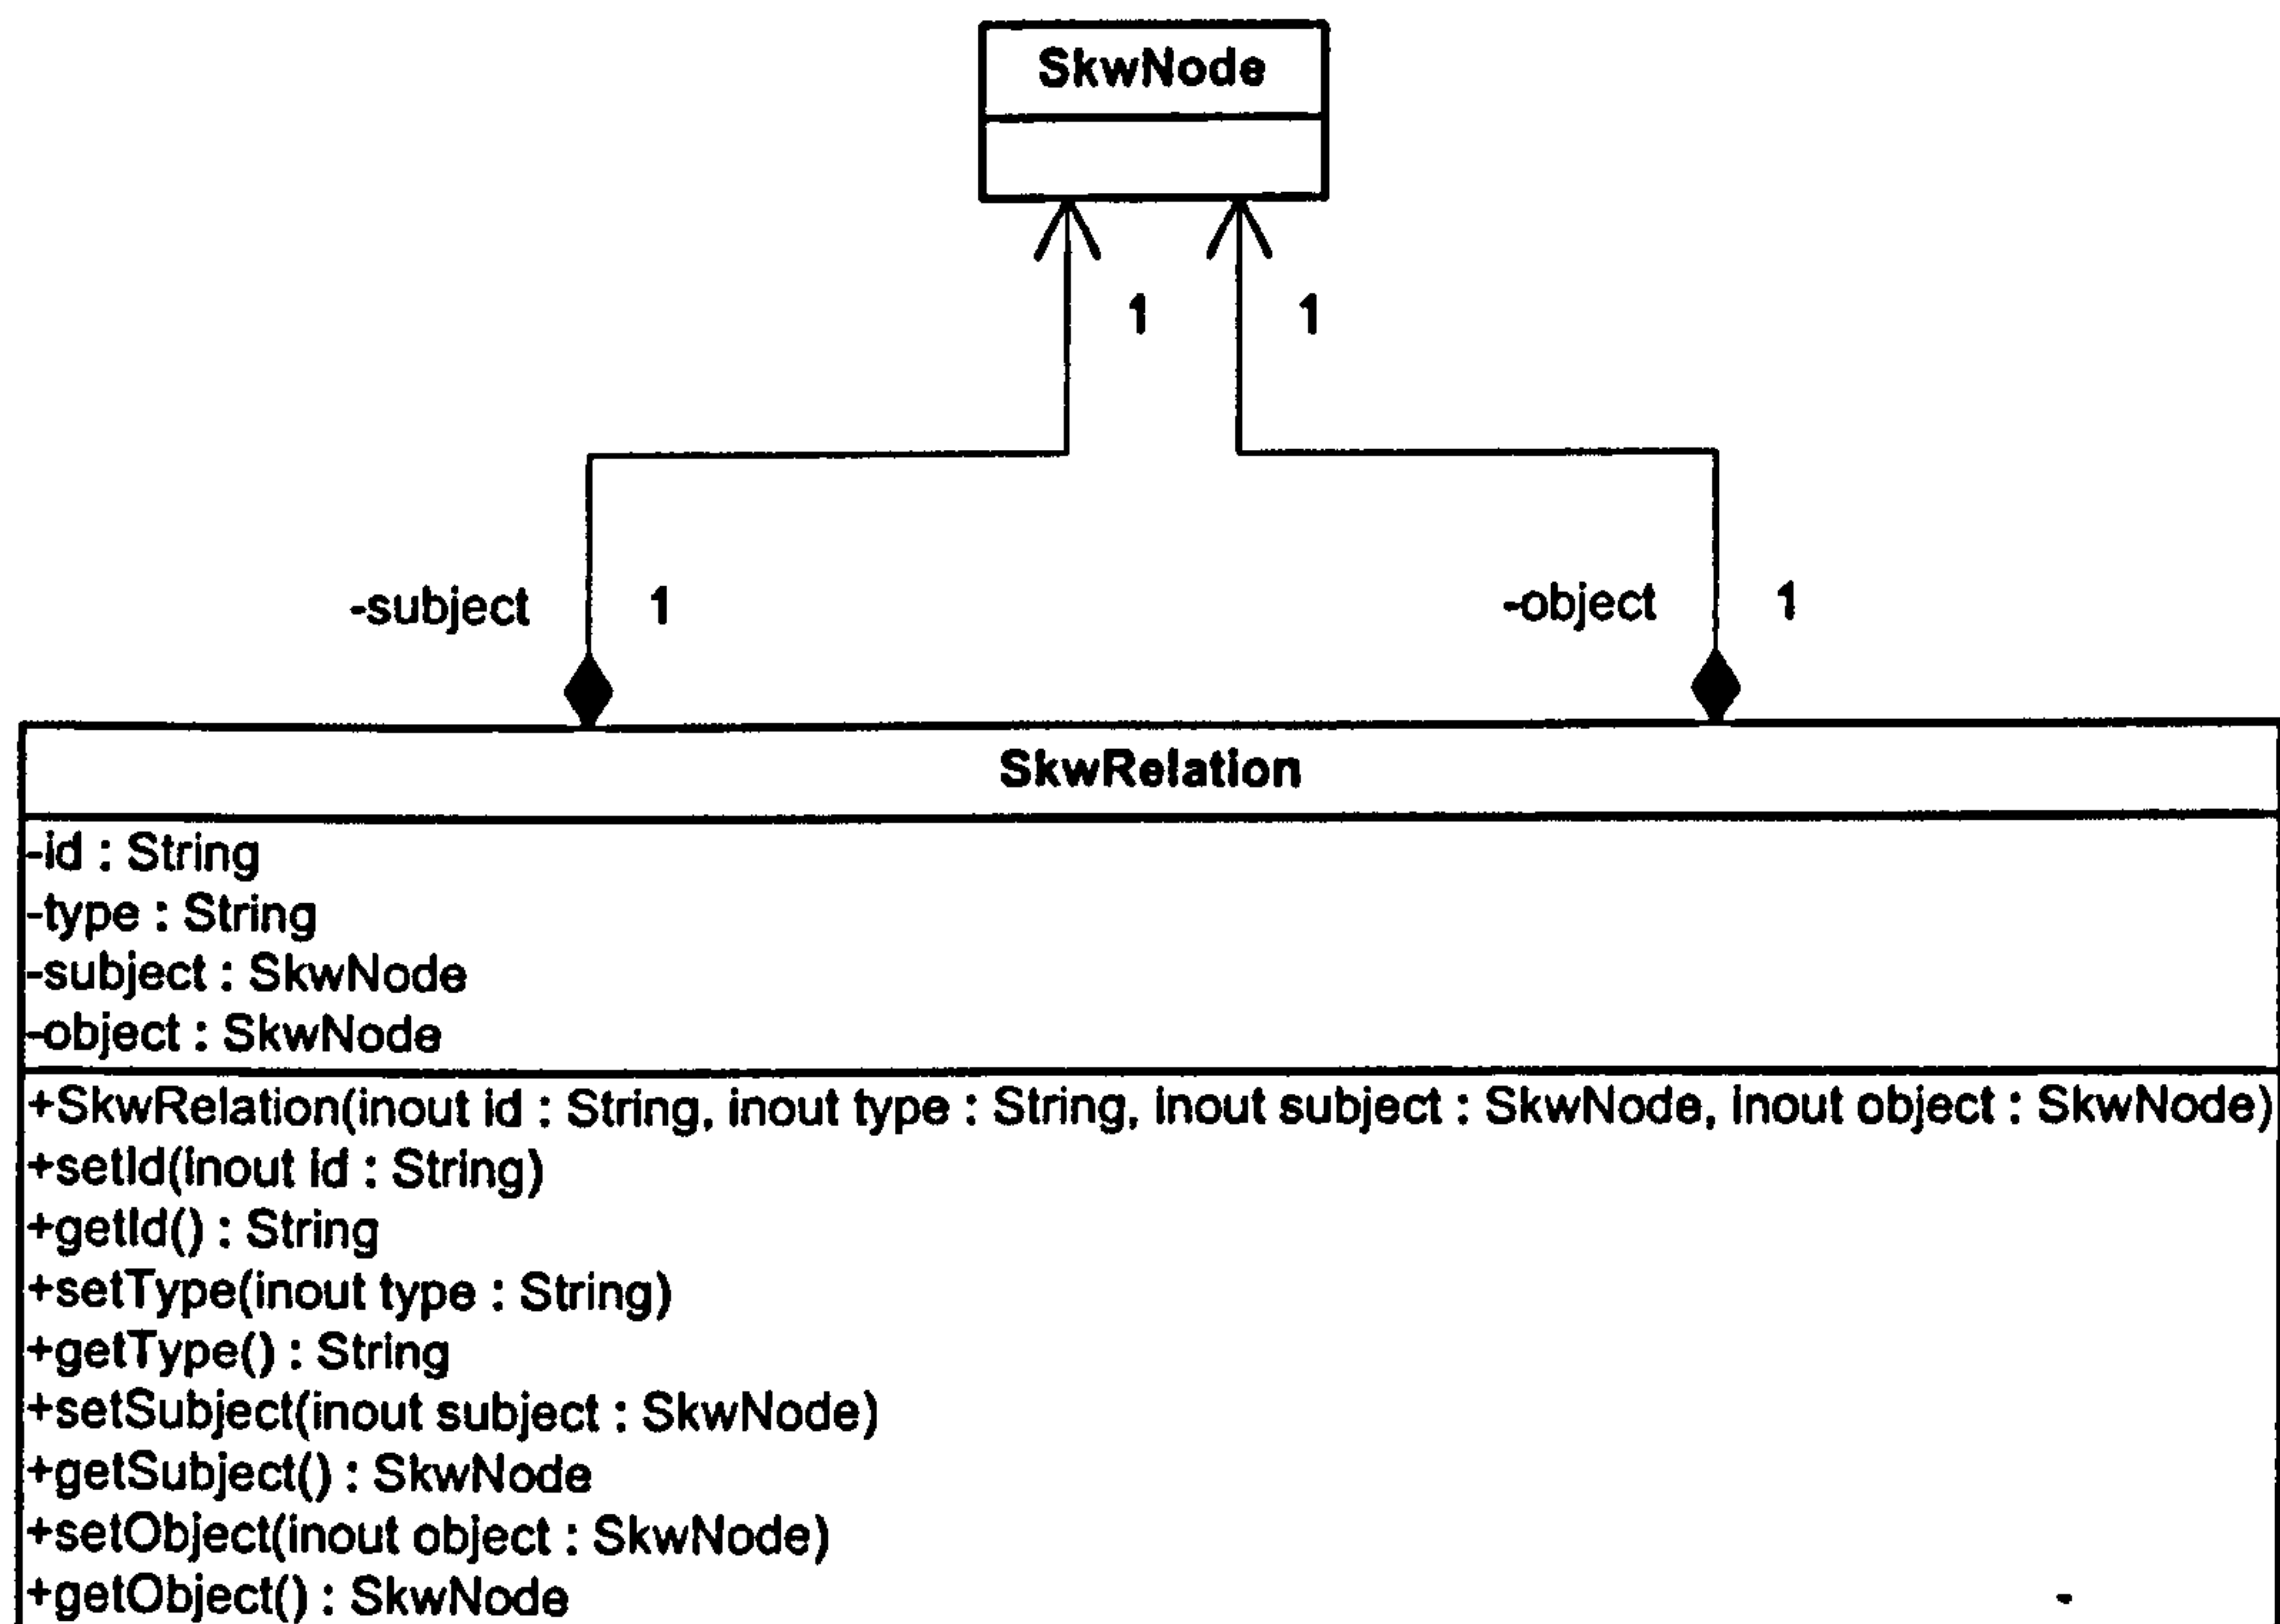 SkwNode
1 1
-subject 1 -object 1
SkwRelation
-id : String
-type : String
-subject : SkwNode
-object : SkwNode
+SkwRelation(inout id : String, inout type : String, inout subject : SkwNode, inout object : SkwNode)
+setId(inout id : String)
+getId() : String
+setType(inout type : String)
+getType() : String
+setSubject(inout subject : SkwNode)
+getSubject() : SkwNode
+setObject(inout object : SkwNode)
+getObject() : SkwNode